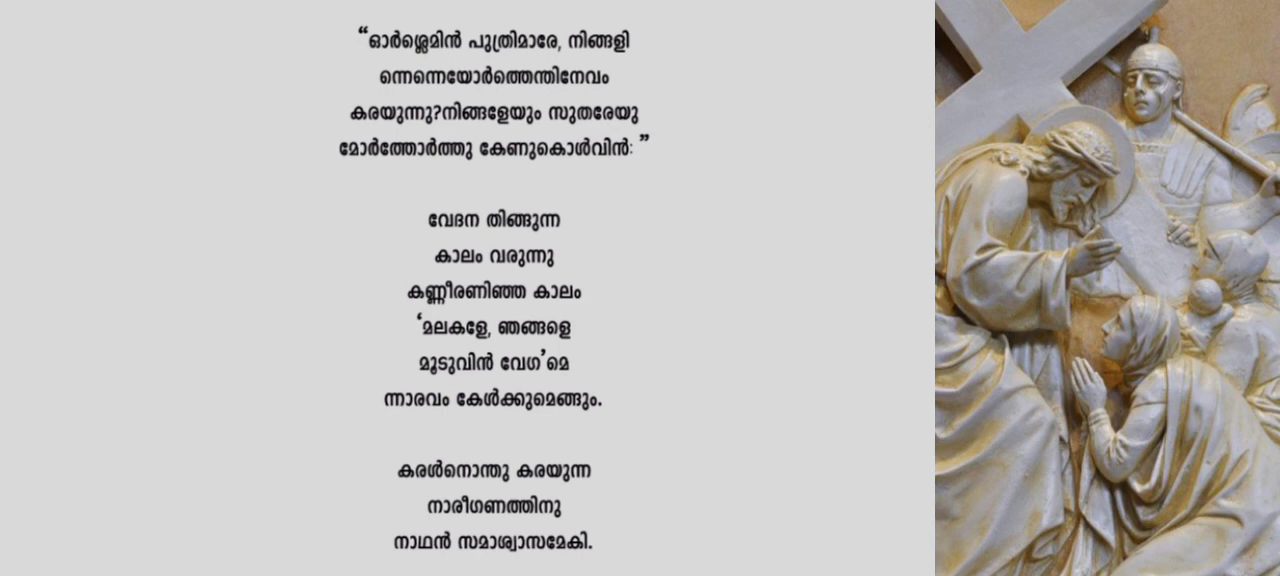 “ഓർശ്ലെമിൻ പുത്രിമാരേ, നിങ്ങളി
ന്നെന്നെയോർത്തെന്തിനേവം
കരയുന്നു?നിങ്ങളേയും സുതരേയു
മോർത്തോർത്തു കേണുകൊൾവിൻ: ”
വേദന തിങ്ങുന്ന
കാലം വരുന്നു
കണ്ണീരണിഞ്ഞ കാലം
‘മലകളേ, ഞങ്ങളെ
മൂടുവിൻ വേഗ’മെ
ന്നാരവം കേൾക്കുമെങ്ങും.
കരൾനൊന്തു കരയുന്ന
നാരീഗണത്തിനു
നാഥൻ സമാശ്വാസമേകി.